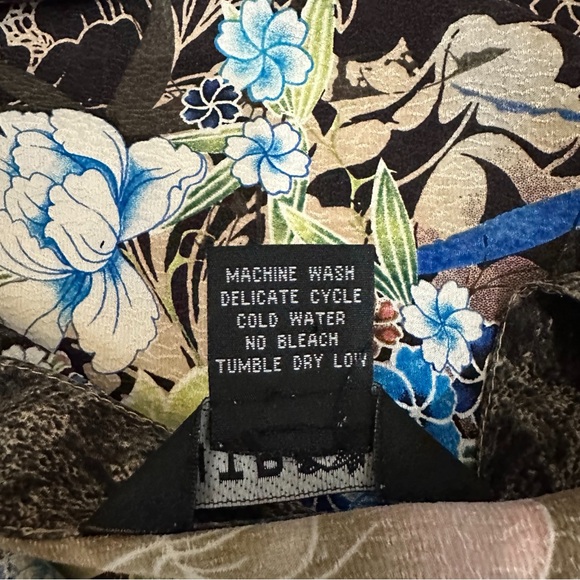 MACHINE WASH
DELICATE CYCLE
COLD WATER
NO BLEACH
TUMBLE DRY LOW